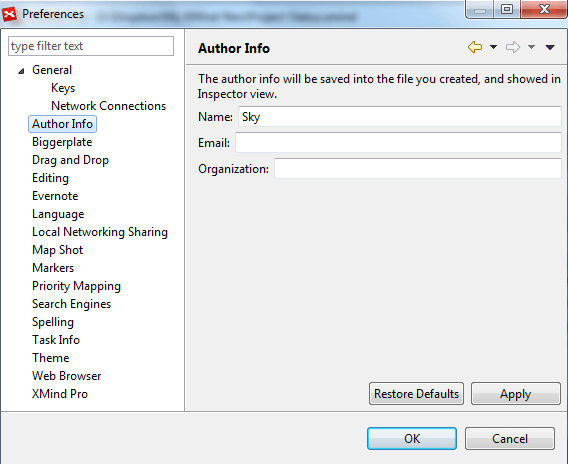 Preferences
type filter text
General
Keys
Network Connections
Author Info
Biggerplate
Drag and Drop
Editing
Evernote
Language
Local Networking Sharing
Map Shot
Markers
Priority Mapping
Search Engines
Spelling
Task Info
Theme
Web Browser
XMind Pro
Author Info
The author info will be saved into the file you created, and showed in
Inspector view.
Name: Sky
Email:
Organization:
Restore Defaults Apply
OK Cancel